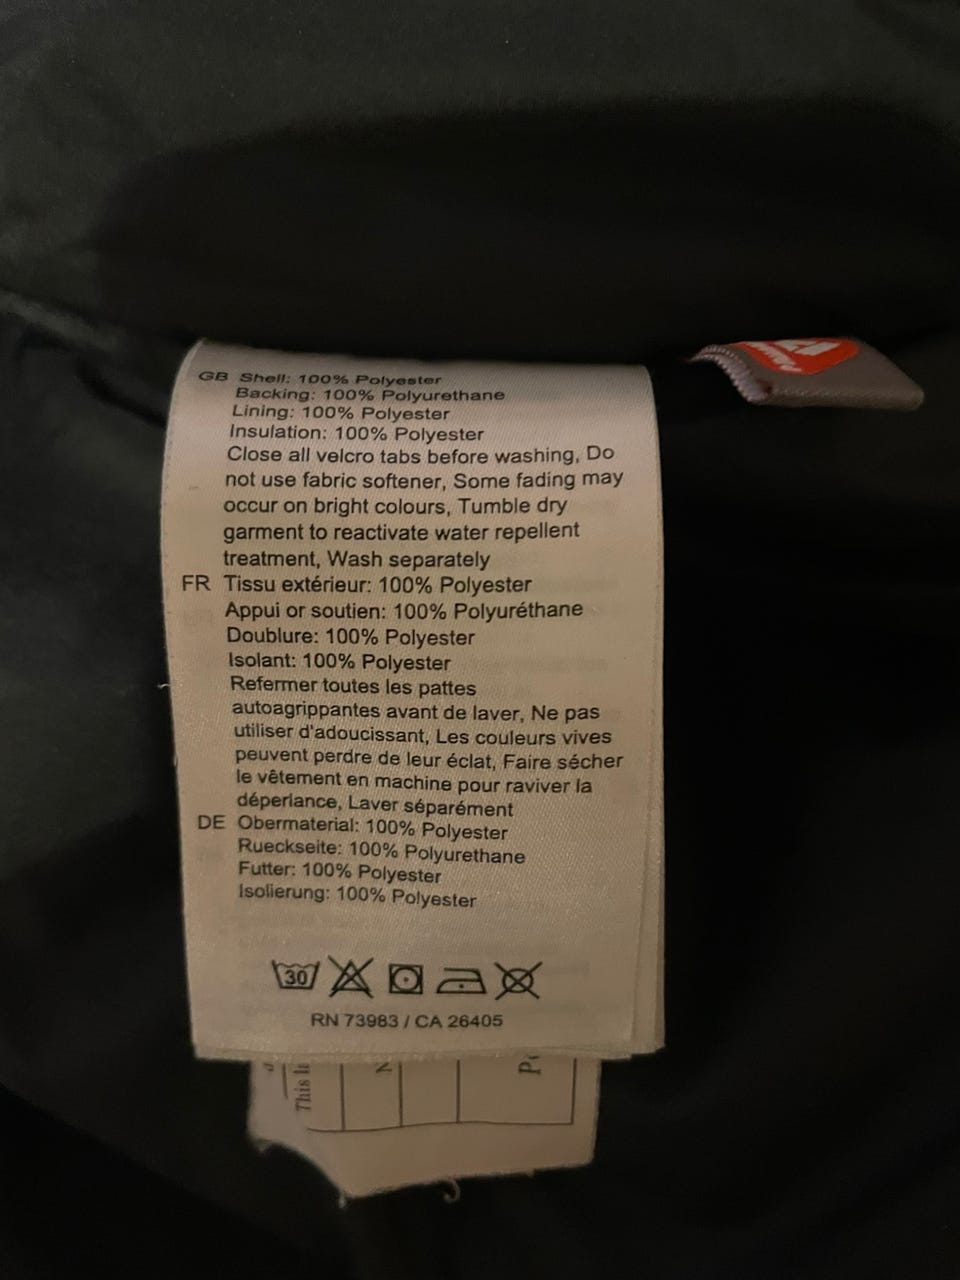 GB Shell: 100% Polyester
Backing: 100% Polyurethane
Lining: 100% Polyester
Insulation: 100% Polyester
Close all velcro tabs before washing, Do
not use fabric softener, Some fading may
occur on bright colours, Tumble dry
garment to reactivate water repellent
treatment, Wash separately
FR Tissu extérieur: 100% Polyester
Appui or soutien: 100% Polyuréthane
Doublure: 100% Polyester
Isolant: 100% Polyester
Refermer toutes les pattes
autoagrippantes avant de laver, Ne pas
utiliser d'adoucissant, Les couleurs vives
peuvent perdre de leur éclat, Faire sécher
le vêtement en machine pour raviver la
déperlance, Laver séparément
DE Obermaterial: 100% Polyester
Rueckseite: 100% Polyurethane
Futter: 100% Polyester
Isolierung: 100% Polyester
30
RN 73983 / CA 26405
This